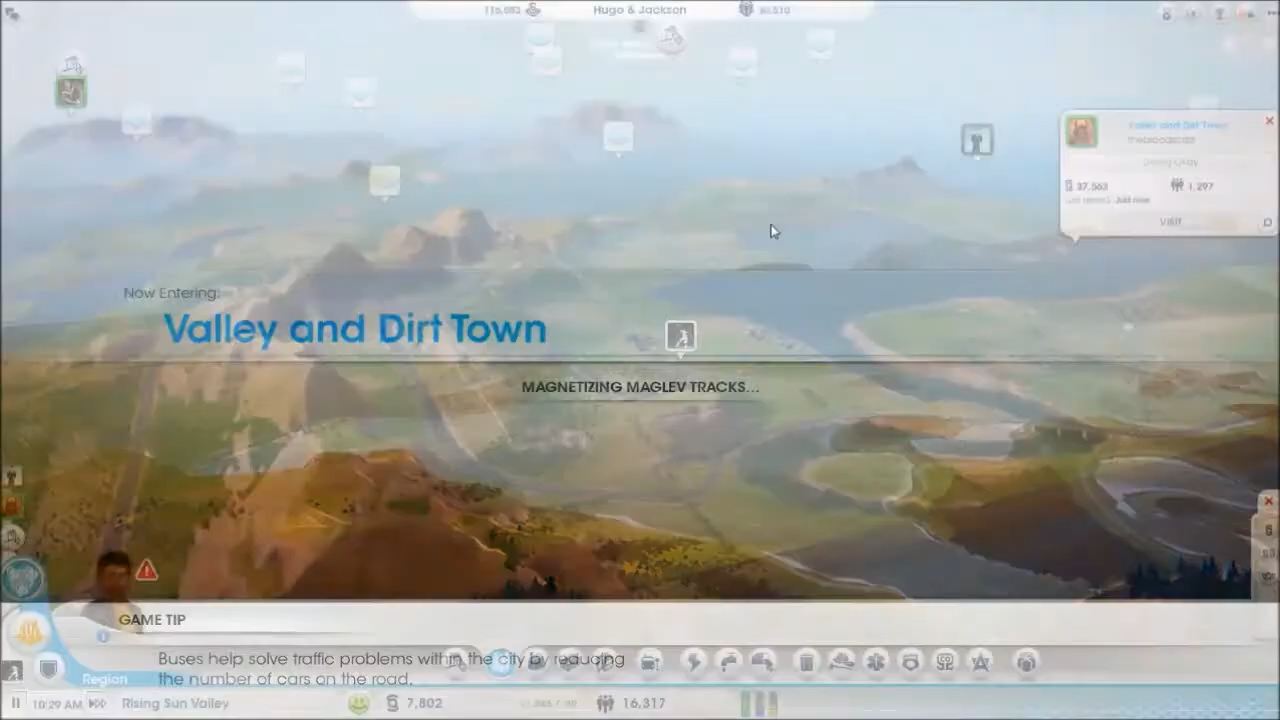 Hugo & Jackson
Valley and Dirt Town
37,563
1,297
Just now
VISIT
Now Entering:
Valley and Dirt Town
MAGNETIZING MAGLEV TRACKS...
GAME TIP
Buses help solve traffic problems within the city by reducing
the number of cars on the road.
Region
10:29 AM
Rising Sun Valley
7,802
16,317